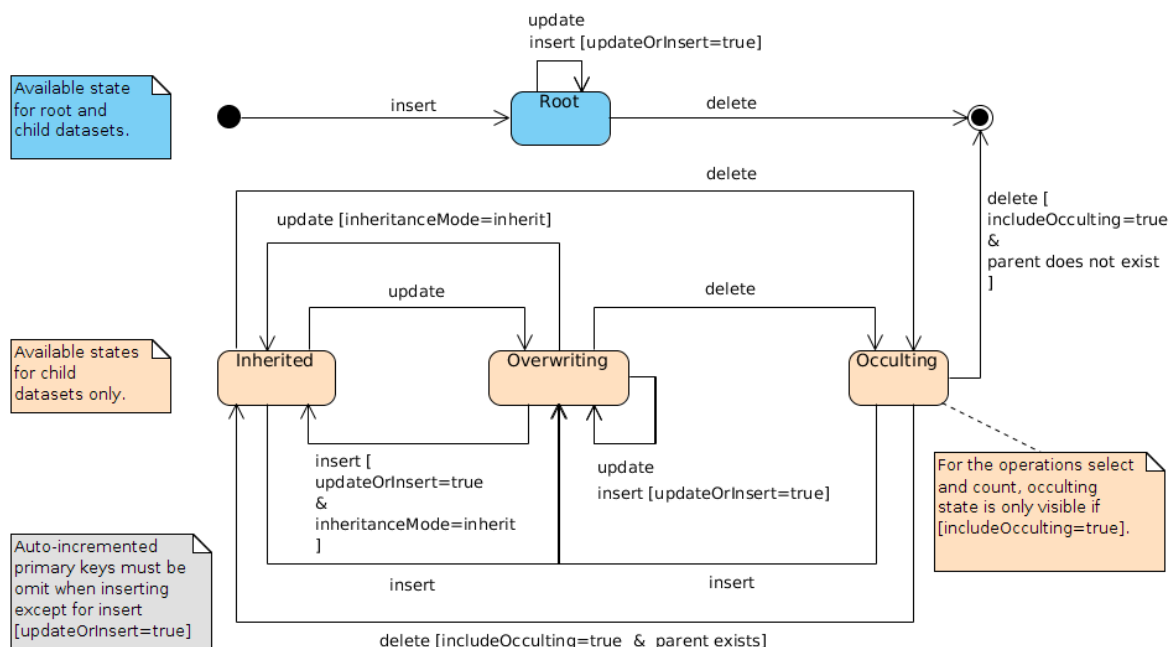 update
insert [updateOrInsert=true]
Available state
for root and
child datasets.
insert
Root
delete
delete
update [inheritanceMode=inherit]
delete [
includeOcculting=true
&
parent does not exist
]
update
delete
Available states
for child
datasets only.
Inherited
Overwriting
Occulting
insert [
updateOrInsert=true
&
inheritanceMode=inherit
]
update
insert [updateOrInsert=true]
For the operations select
and count, occulting
state is only visible if
[includeOcculting=true].
Auto-incremented
primary keys must be
omit when inserting
except for insert
[updateOrInsert=true]
insert
insert
delete [includeOcculting=true & parent exists]